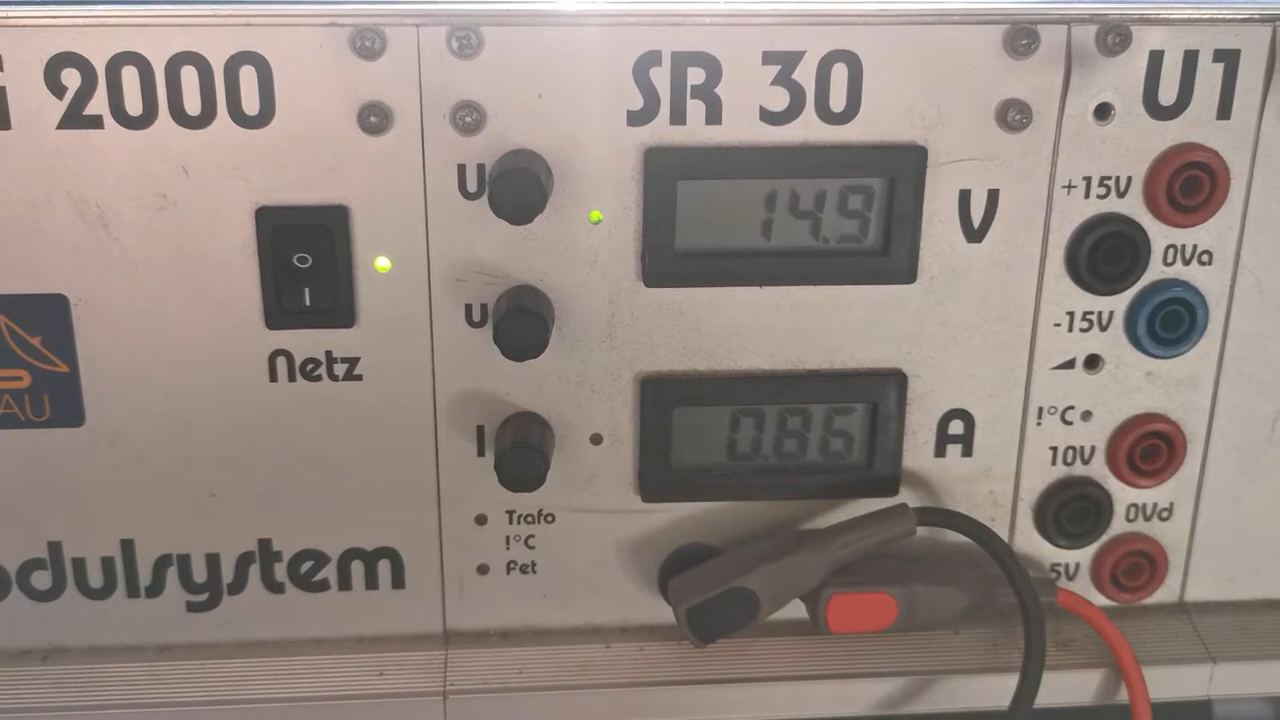 G 2000
Netz
AU
odulsystem
SR 30
U
14.9
V
u
I
0.86
A
Trafo
!°C
Fet
U1
+15V
0Va
-15V
!°C
10V
0Vd
5V